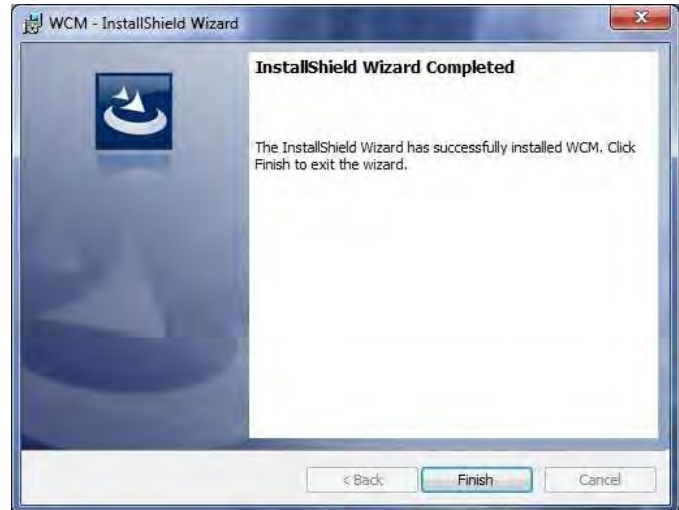 WCM - InstallShield Wizard
InstallShield Wizard Completed
The InstallShield Wizard has successfully installed WCM. Click
Finish to exit the wizard.
< Back Finish Cancel